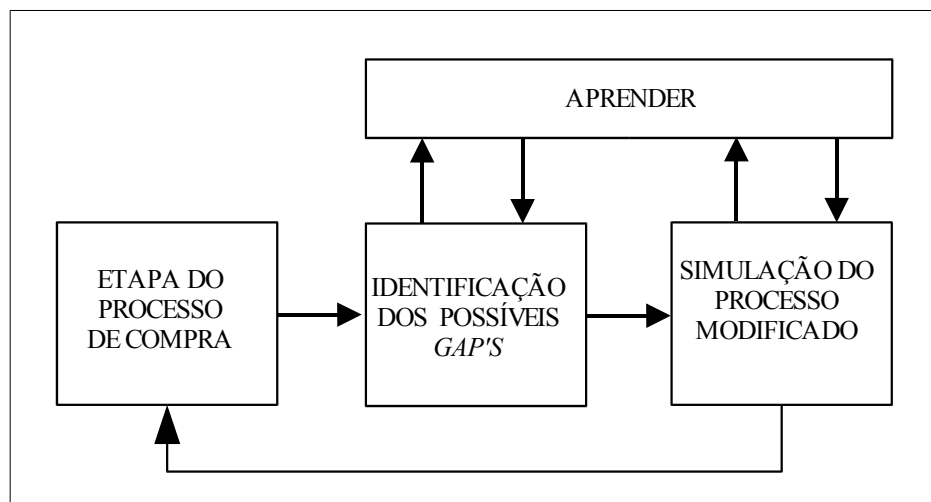 APRENDER
ETAPA DO
PROCESSO
DE COMPRA
IDENTIFICAÇÃO
DOS POSSÍVEIS
GAP'S
SIMULAÇÃO DO
PROCESSO
MODIFICADO